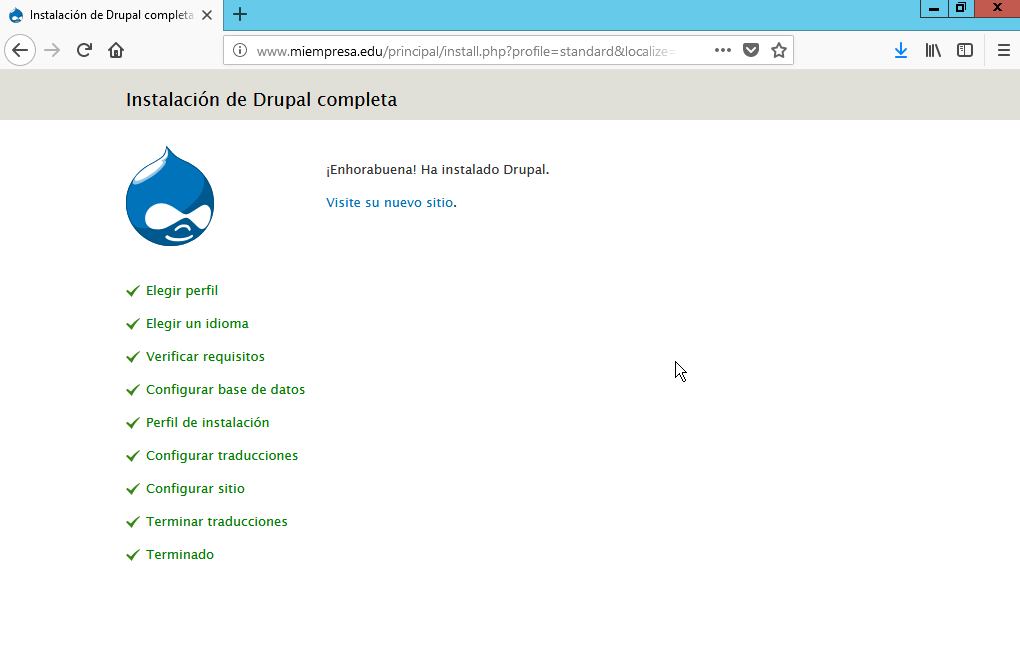 Instalación de Drupal completa
www.miempresa.edu/principal/install.php?profile=standard&localize=
Instalación de Drupal completa
¡Enhorabuena! Ha instalado Drupal.
Visite su nuevo sitio.
Elegir perfil
Elegir un idioma
Verificar requisitos
Configurar base de datos
Perfil de instalación
Configurar traducciones
Configurar sitio
Terminar traducciones
Terminado